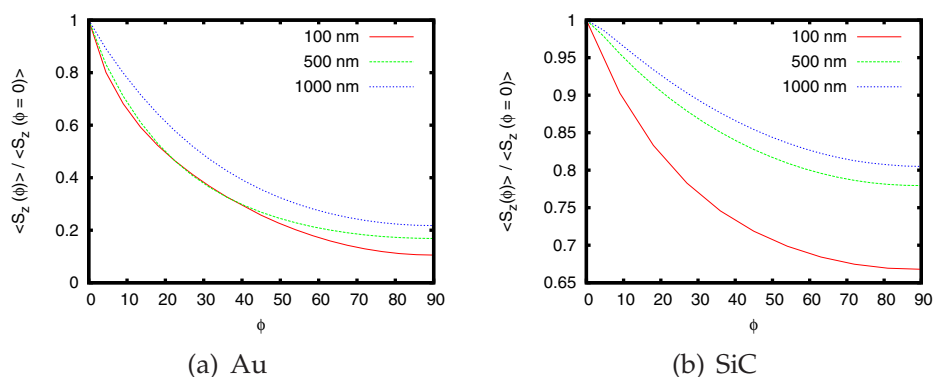 <S_z (ϕ)> / <S_z (ϕ = 0)>
1
0.8
0.6
0.4
0.2
0
0 10 20 30 40 50 60 70 80 90
ϕ
100 nm
500 nm
1000 nm
(a) Au
<S_z(ϕ)> / <S_z (ϕ = 0)>
1
0.95
0.9
0.85
0.8
0.75
0.7
0.65
0 10 20 30 40 50 60 70 80 90
ϕ
100 nm
500 nm
1000 nm
(b) SiC